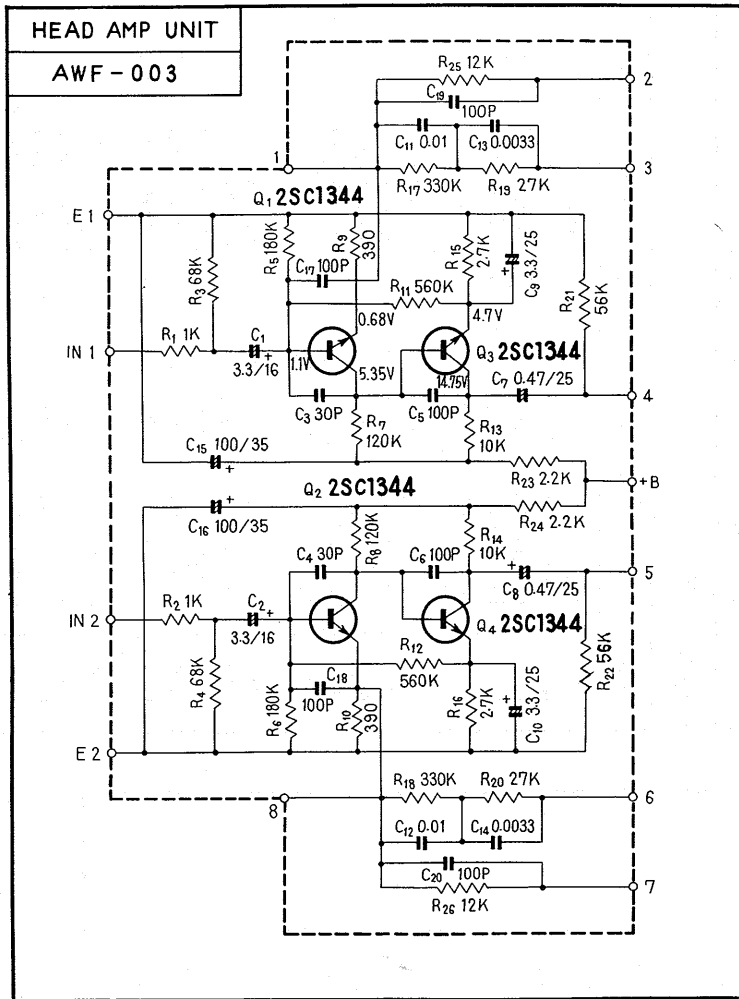 HEAD AMP UNIT
AWF-003
R25 12K
2
C19
100P
C11 0.01
C13 0.0033
1
3
R17 330K
R19 27K
Q1 2SC1344
E1
R3 68K
R5 180K
C17 100P
R9 390
R15 2.7K
+ C9 3.3/25
R11 560K
R21 56K
0.68V
4.7V
IN 1
R1 1K
C1
+
3.3/16
1.1V
Q3 2SC1344
5.35V
14.75V
C7 0.47/25
4
C3 30P
C5 100P
R7 120K
R13 10K
C15 100/35
+
R23 2.2K
+B
Q2 2SC1344
+
C16 100/35
R24 2.2K
R8 120K
R14 10K
C4 30P
C6 100P
+
C8 0.47/25
5
IN 2
R2 1K
C2
+
3.3/16
Q4 2SC1344
R12
560K
R4 68K
C18
100P
R6 180K
R10 390
R16 2.7K
+ C10 3.3/25
R22 56K
E2
R18 330K
R20 27K
8
6
C12 0.01
C14 0.0033
C20
100P
7
R26 12K